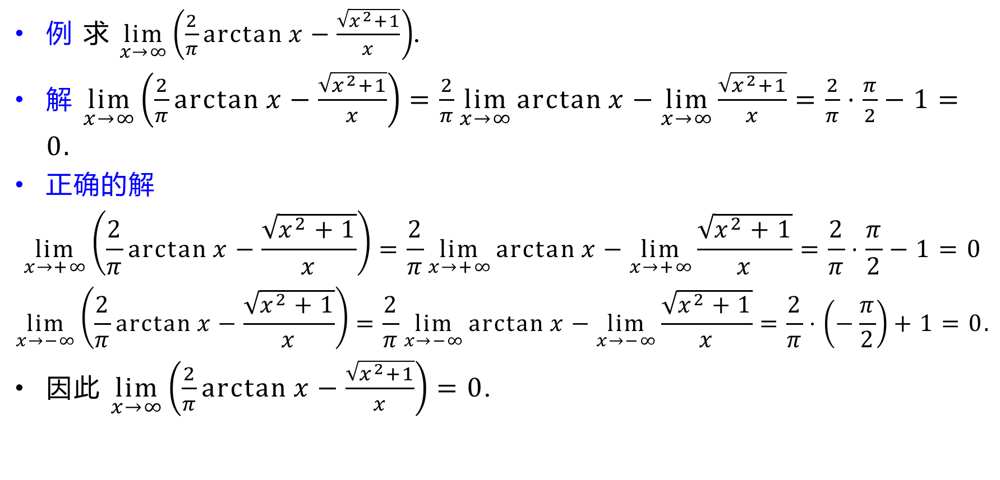 • 例 求 $\lim\limits_{x\to\infty}\left(\frac{2}{\pi}\arctan x-\frac{\sqrt{x^2+1}}{x}\right)$.
• 解 $\lim\limits_{x\to\infty}\left(\frac{2}{\pi}\arctan x-\frac{\sqrt{x^2+1}}{x}\right)=\frac{2}{\pi}\lim\limits_{x\to\infty}\arctan x-\lim\limits_{x\to\infty}\frac{\sqrt{x^2+1}}{x}=\frac{2}{\pi}\cdot\frac{\pi}{2}-1=$
$0$.
• 正确的解
$\lim\limits_{x\to+\infty}\left(\frac{2}{\pi}\arctan x-\frac{\sqrt{x^2+1}}{x}\right)=\frac{2}{\pi}\lim\limits_{x\to+\infty}\arctan x-\lim\limits_{x\to+\infty}\frac{\sqrt{x^2+1}}{x}=\frac{2}{\pi}\cdot\frac{\pi}{2}-1=0$
$\lim\limits_{x\to-\infty}\left(\frac{2}{\pi}\arctan x-\frac{\sqrt{x^2+1}}{x}\right)=\frac{2}{\pi}\lim\limits_{x\to-\infty}\arctan x-\lim\limits_{x\to-\infty}\frac{\sqrt{x^2+1}}{x}=\frac{2}{\pi}\cdot\left(-\frac{\pi}{2}\right)+1=0.$
• 因此 $\lim\limits_{x\to\infty}\left(\frac{2}{\pi}\arctan x-\frac{\sqrt{x^2+1}}{x}\right)=0.$